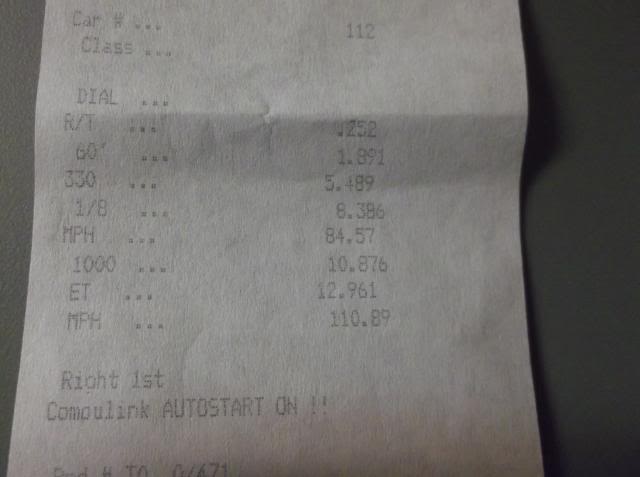 Car # ... 112
Class ...
DIAL ...
R/T ... .252
60' ... 1.891
330 ... 5.489
1/8 ... 8.386
MPH ... 84.57
1000 ... 10.876
ET ... 12.961
MPH ... 110.89
Right 1st
Compulink AUTOSTART ON !!